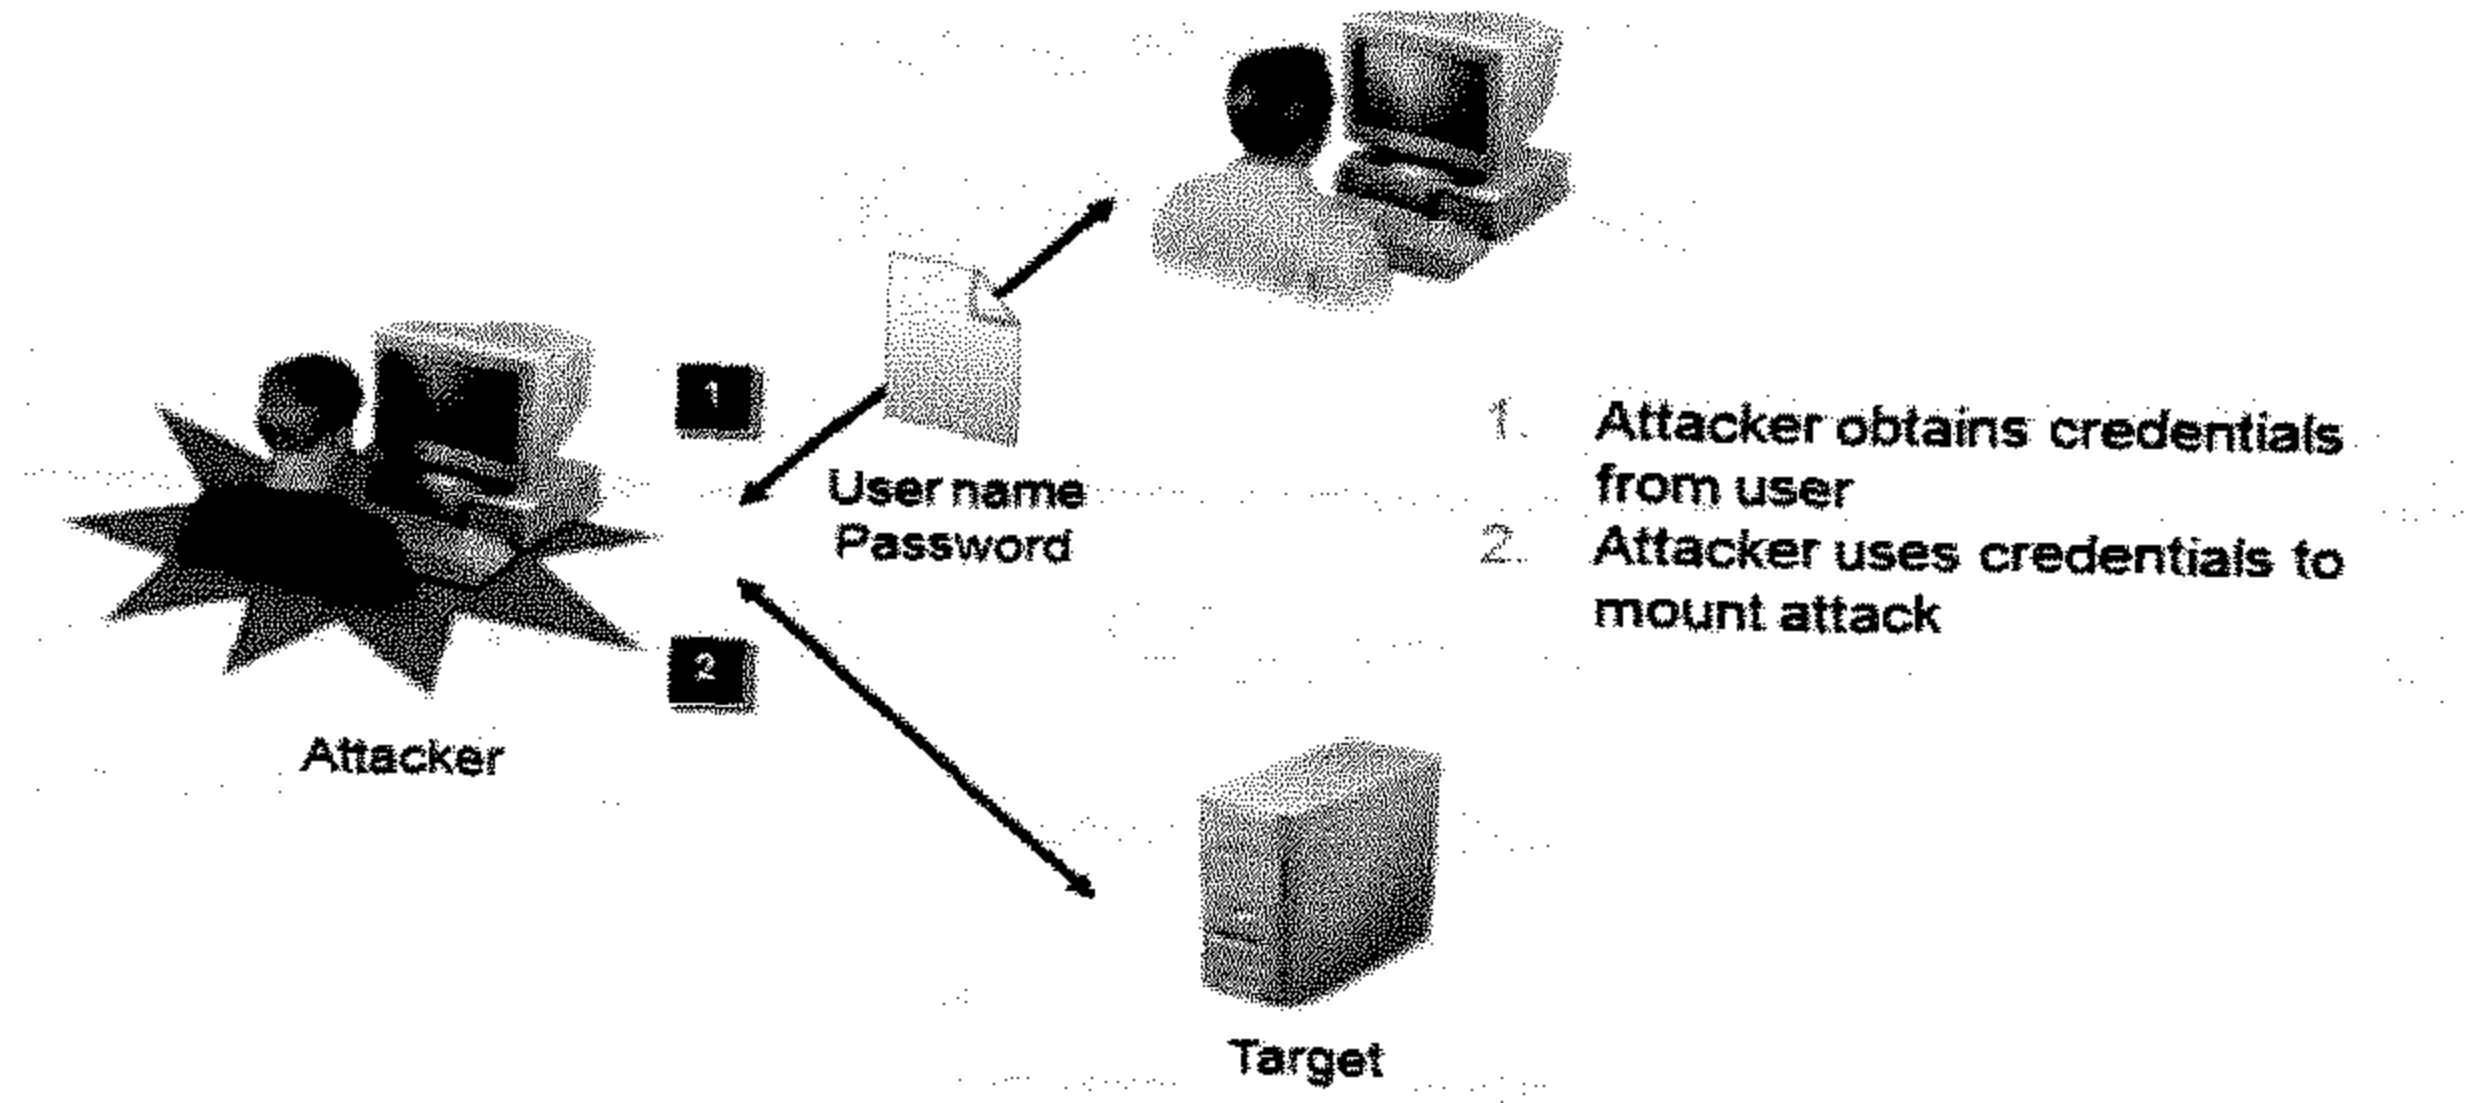 1
User name
Password
2
Attacker
Target
1. Attacker obtains credentials
from user
2. Attacker uses credentials to
mount attack